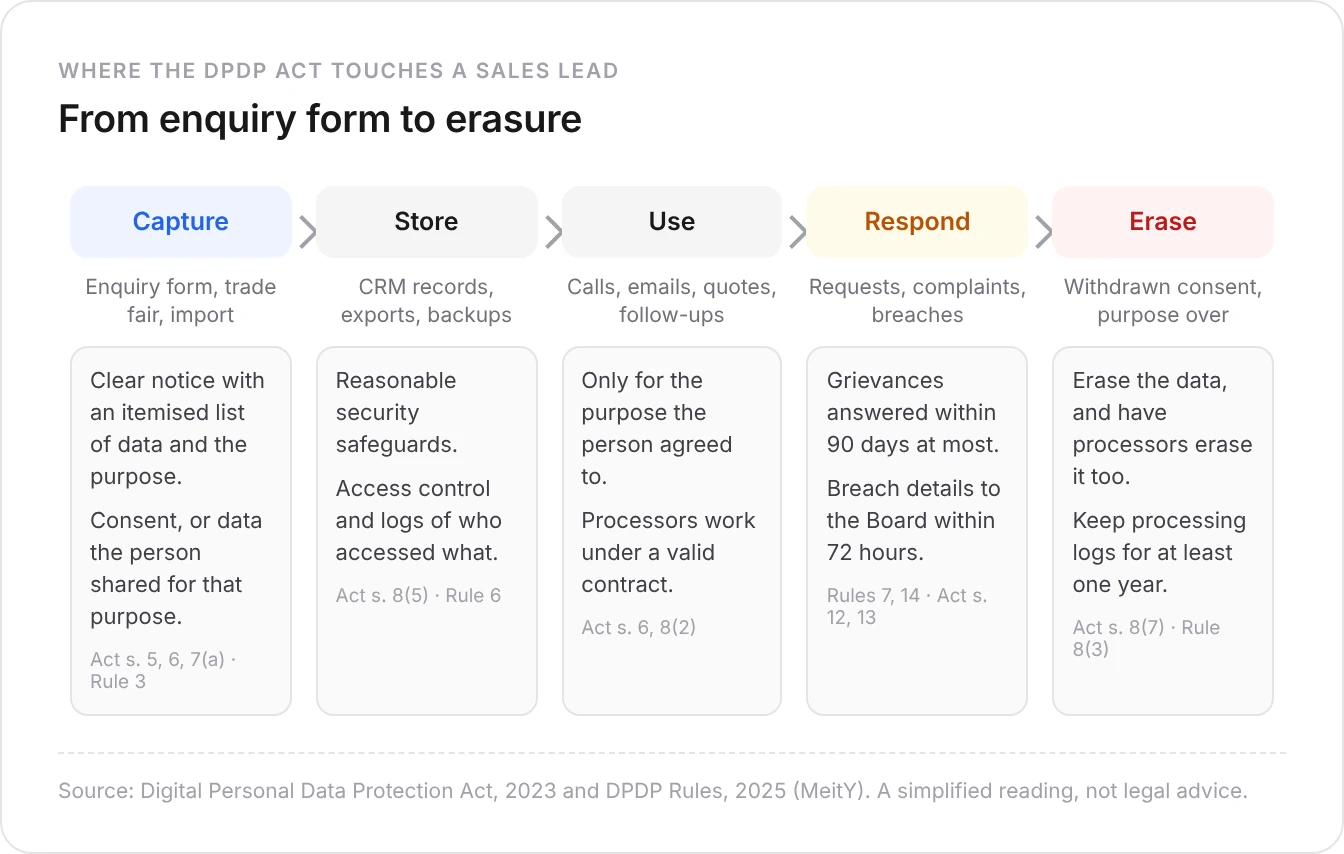 WHERE THE DPDP ACT TOUCHES A SALES LEAD
From enquiry form to erasure
Capture
Enquiry form, trade
fair, import
Clear notice with
an itemised list
of data and the
purpose.
Consent, or data
the person
shared for that
purpose.
Act s. 5, 6, 7(a) ·
Rule 3
Store
CRM records,
exports, backups
Reasonable
security
safeguards.
Access control
and logs of who
accessed what.
Act s. 8(5) · Rule 6
Use
Calls, emails, quotes,
follow-ups
Only for the
purpose the
person agreed
to.
Processors work
under a valid
contract.
Act s. 6, 8(2)
Respond
Requests, complaints,
breaches
Grievances
answered within
90 days at most.
Breach details to
the Board within
72 hours.
Rules 7, 14 · Act s.
12, 13
Erase
Withdrawn consent,
purpose over
Erase the data,
and have
processors erase
it too.
Keep processing
logs for at least
one year.
Act s. 8(7) · Rule
8(3)
Source: Digital Personal Data Protection Act, 2023 and DPDP Rules, 2025 (MeitY). A simplified reading, not legal advice.